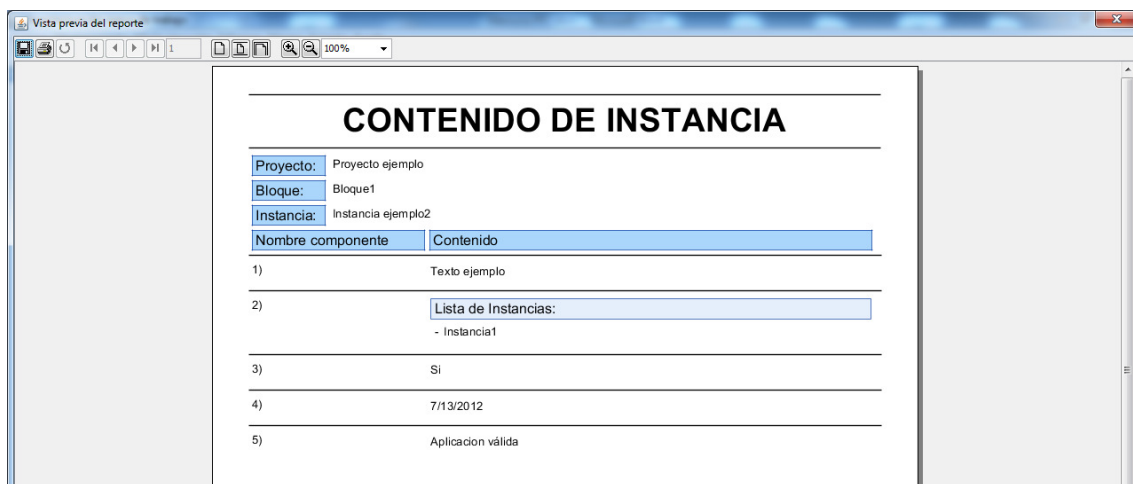 Vista previa del reporte
1
100%
CONTENIDO DE INSTANCIA
Proyecto: Proyecto ejemplo
Bloque: Bloque1
Instancia: Instancia ejemplo2
Nombre componente Contenido
1) Texto ejemplo
2) Lista de Instancias:
- Instancia1
3) Si
4) 7/13/2012
5) Aplicacion válida